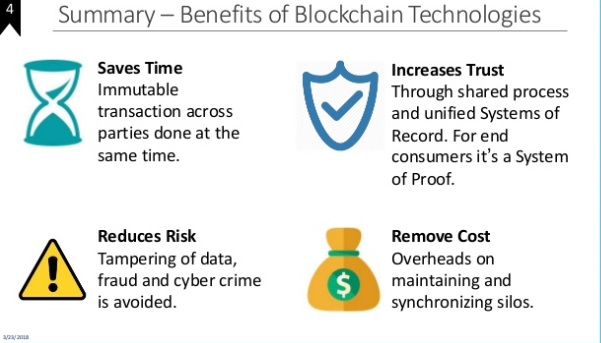 4
Summary – Benefits of Blockchain Technologies
Saves Time
Immutable
transaction across
parties done at the
same time.
Increases Trust
Through shared process
and unified Systems of
Record. For end
consumers it’s a System
of Proof.
Reduces Risk
Tampering of data,
fraud and cyber crime
is avoided.
$
Remove Cost
Overheads on
maintaining and
synchronizing silos.
3/23/2018